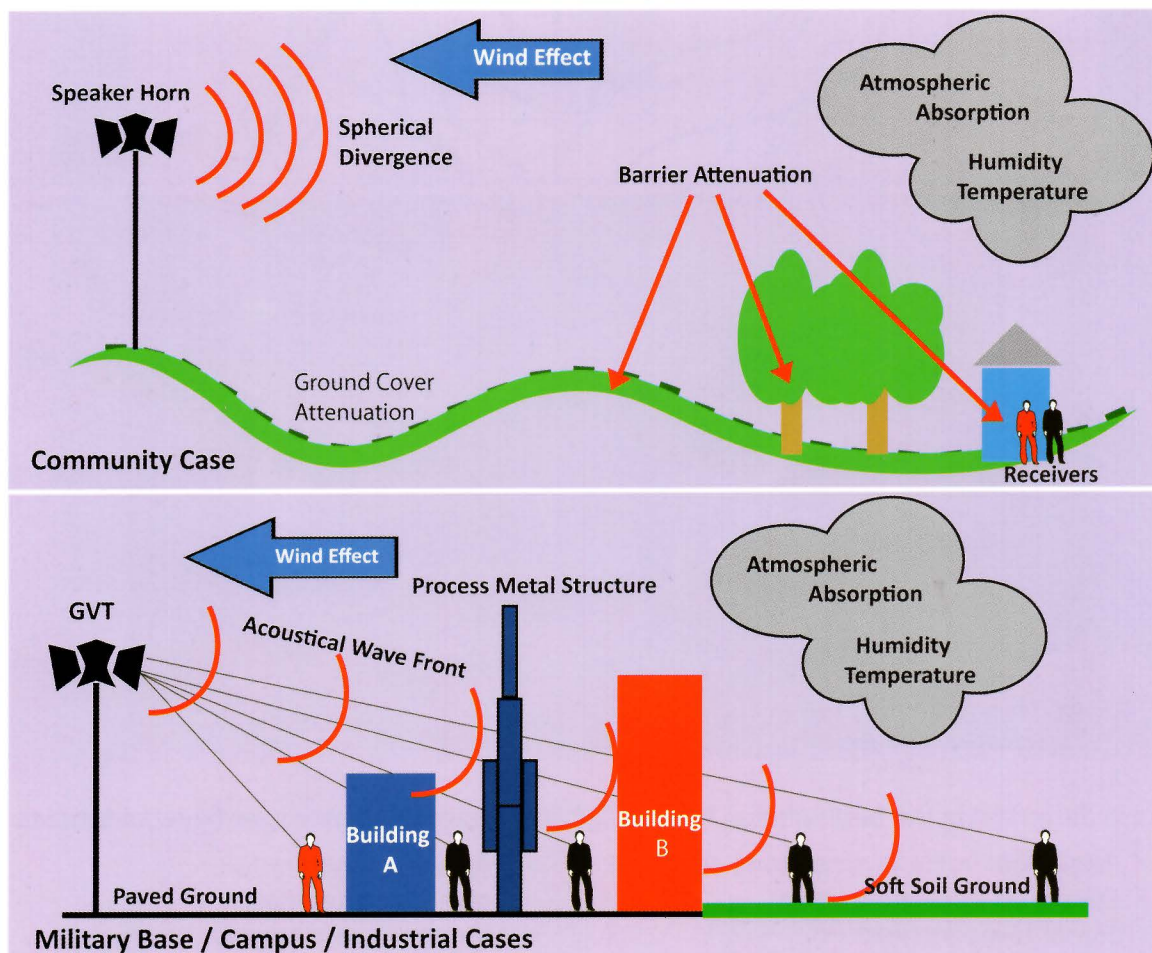 Wind Effect
Speaker Horn
Spherical
Divergence
Atmospheric
Absorption
Humidity
Temperature
Barrier Attenuation
Ground Cover
Attenuation
Community Case
Receivers
Wind Effect
GVT
Acoustical Wave Front
Process Metal Structure
Atmospheric
Absorption
Humidity
Temperature
Building
A
Building
B
Paved Ground
Soft Soil Ground
Military Base / Campus / Industrial Cases